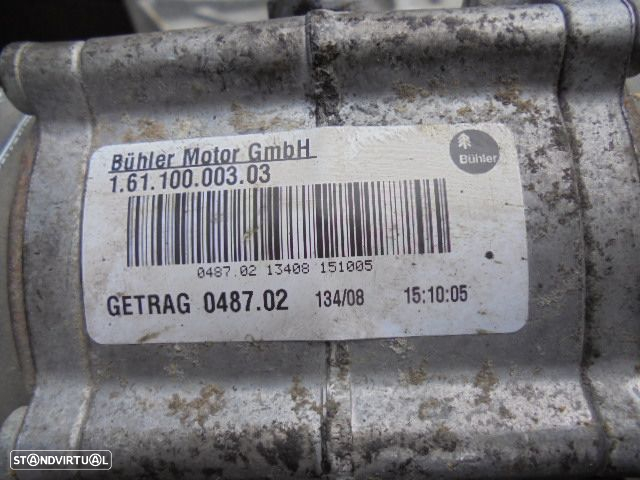 Bühler Motor GmbH
Bühler
1.61.100.003.03
0487.02 13408 151005
GETRAG 0487.02 134/08 15:10:05
STANDVIRTUAL